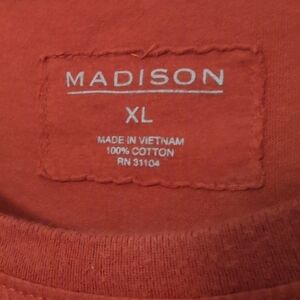 MADISON
XL
MADE IN VIETNAM
100% COTTON
RN 31104